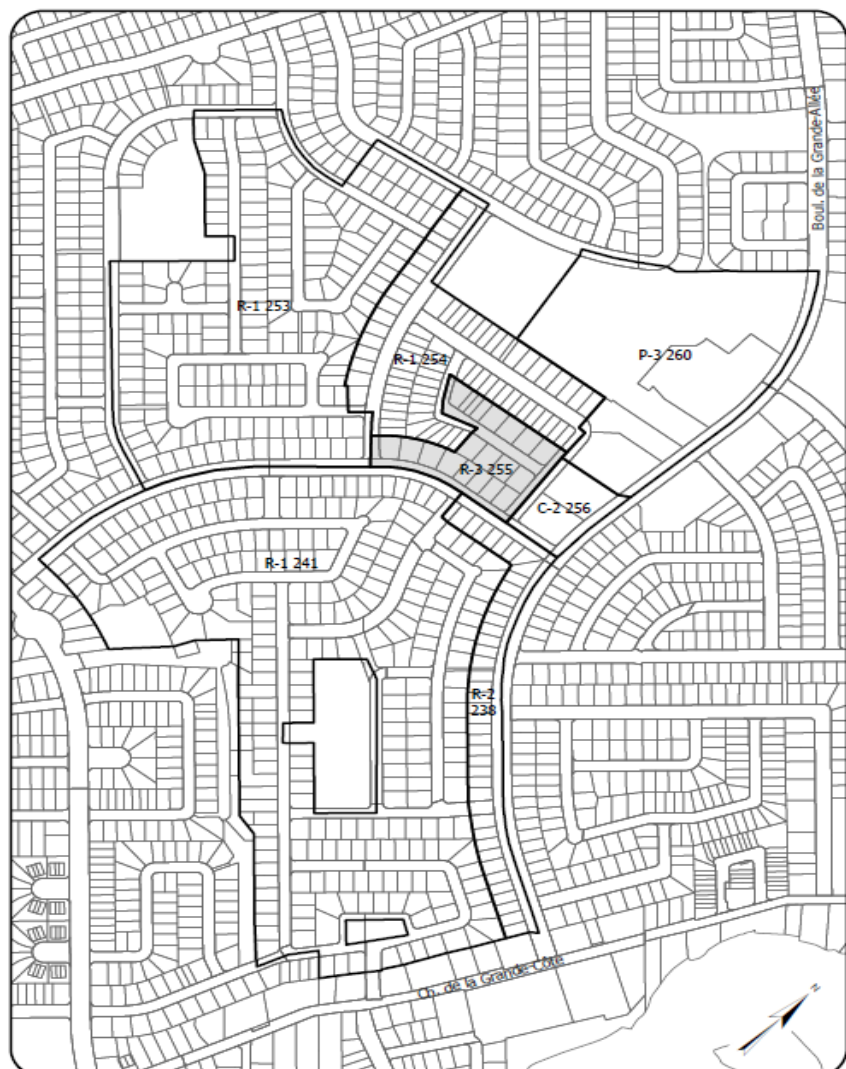 Boul. de la Grande-Allée
R-1 253
R-1 254
P-3 260
R-3 255
C-2 256
R-1 241
R-2
238
Ch. de la Grande-Côte
N